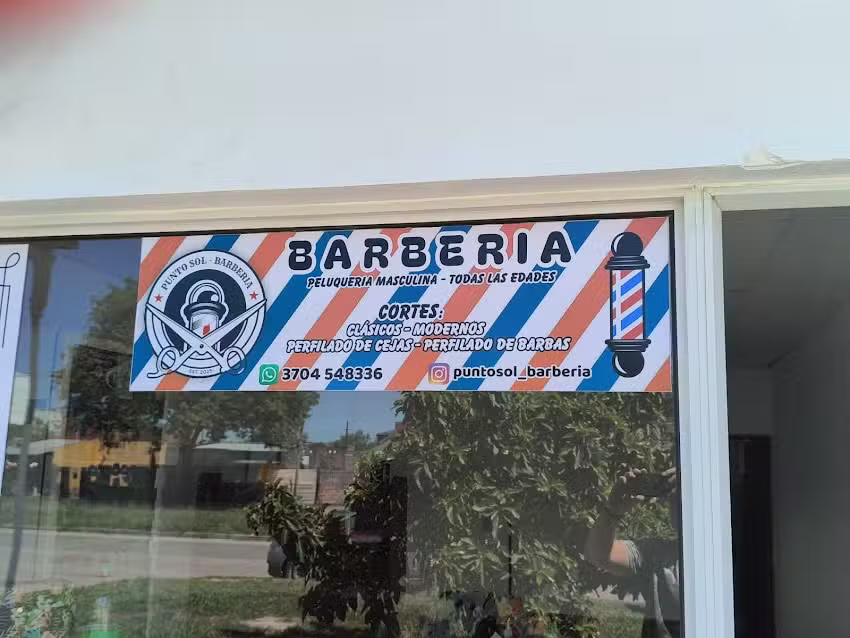 PUNTO SOL - BARBERIA
BARBERIA
PELUQUERIA MASCULINA - TODAS LAS EDADES
CORTES:
CLÁSICOS - MODERNOS
PERFILADO DE CEJAS - PERFILADO DE BARBAS
3704 548336
puntosol_barberia